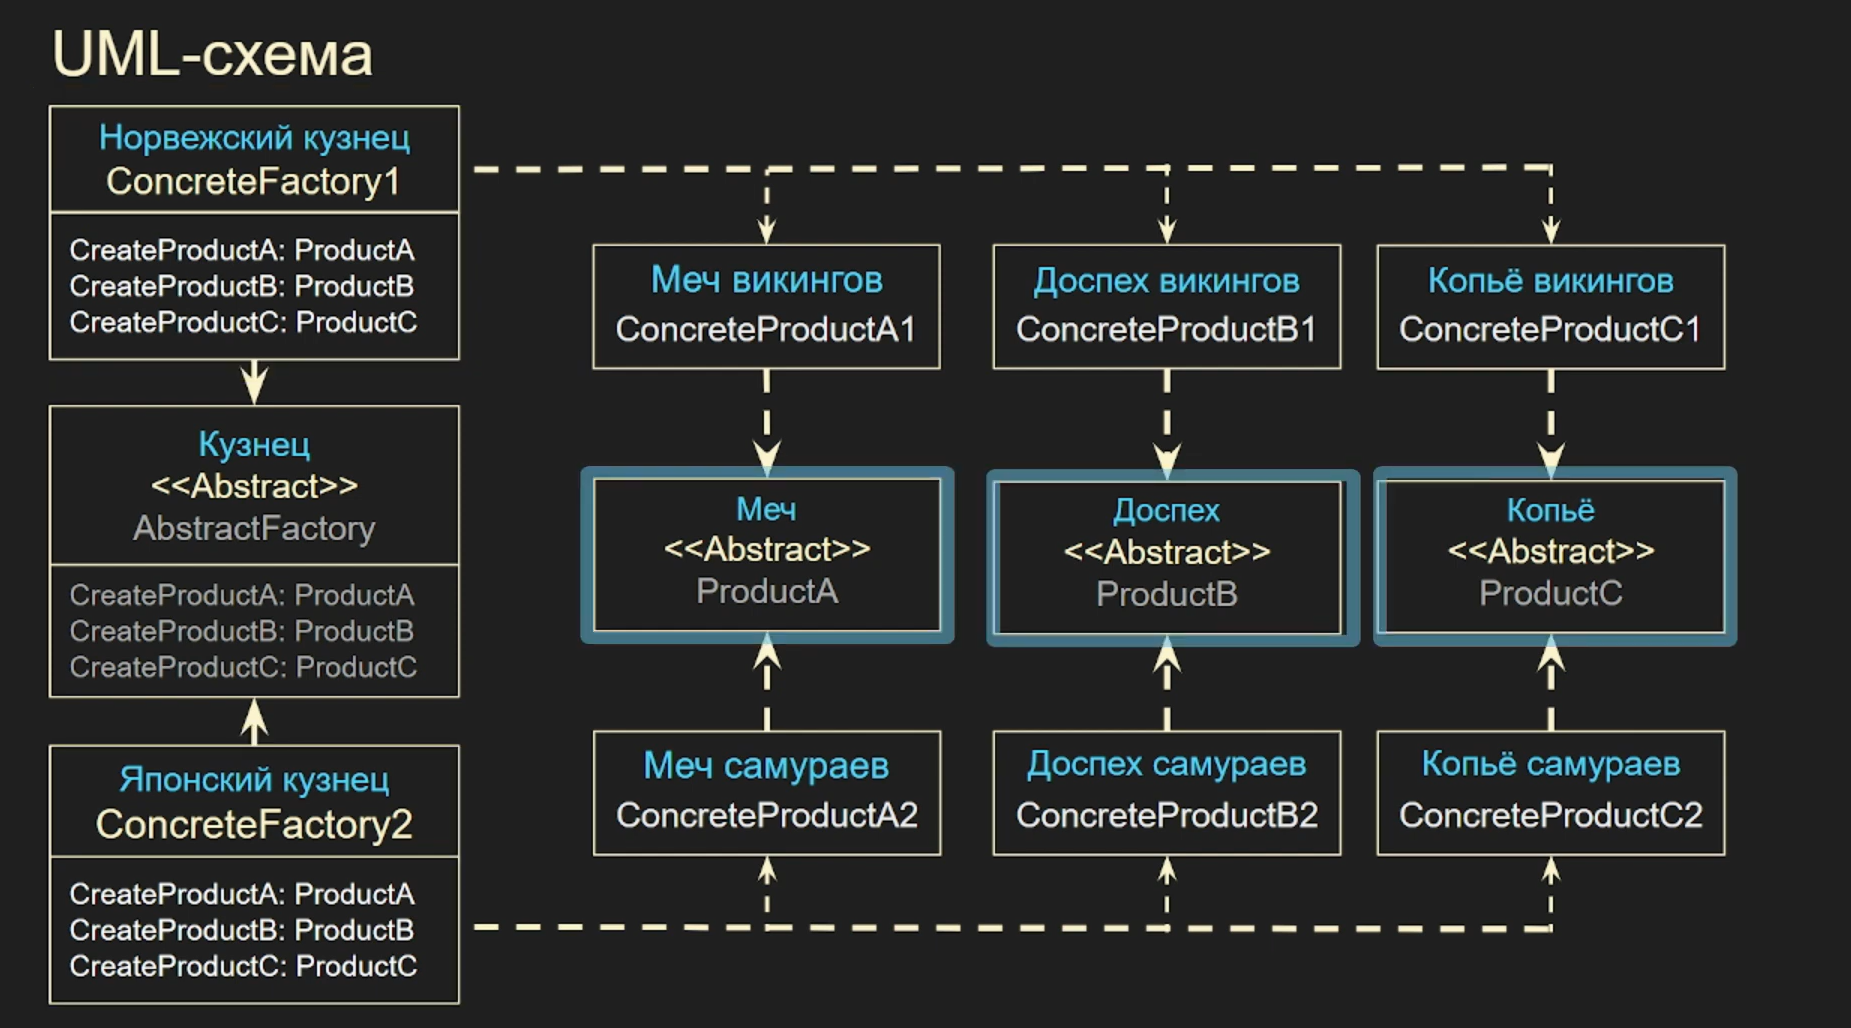 UML-схема
Норвежский кузнец
ConcreteFactory1
CreateProductA: ProductA
CreateProductB: ProductB
CreateProductC: ProductC
Кузнец
<<Abstract>>
AbstractFactory
CreateProductA: ProductA
CreateProductB: ProductB
CreateProductC: ProductC
Японский кузнец
ConcreteFactory2
CreateProductA: ProductA
CreateProductB: ProductB
CreateProductC: ProductC
Меч викингов
ConcreteProductA1
Доспех викингов
ConcreteProductB1
Копьё викингов
ConcreteProductC1
Меч
<<Abstract>>
ProductA
Доспех
<<Abstract>>
ProductB
Копьё
<<Abstract>>
ProductC
Меч самураев
ConcreteProductA2
Доспех самураев
ConcreteProductB2
Копьё самураев
ConcreteProductC2